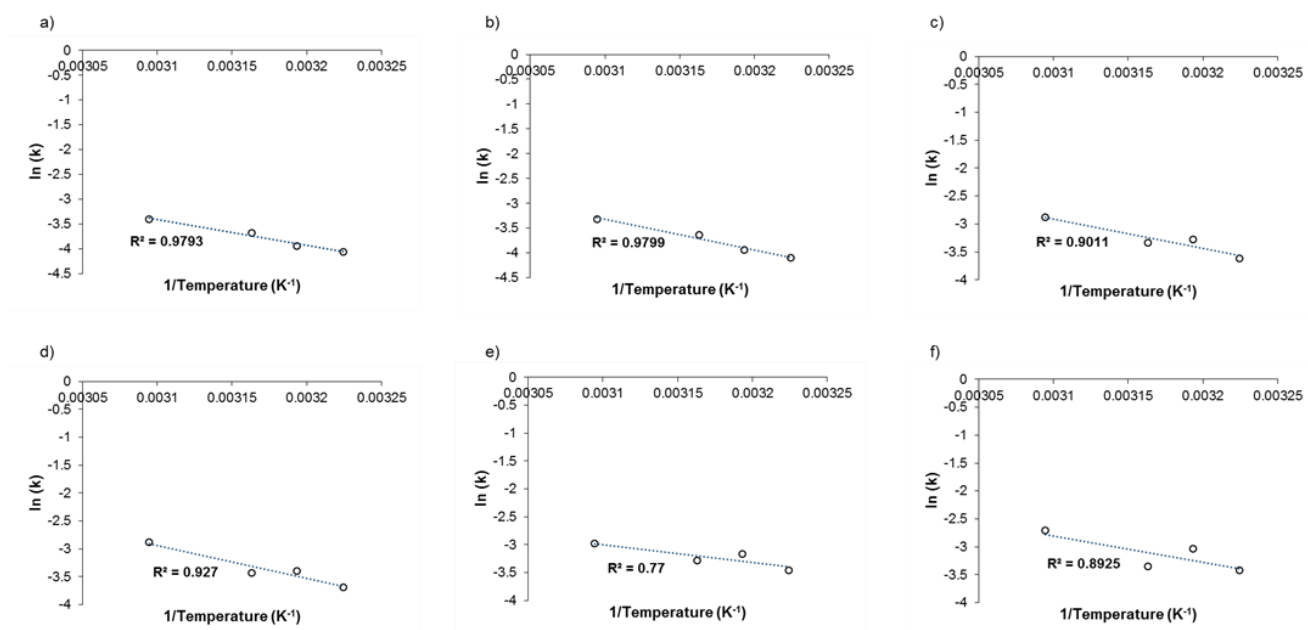 a)
0
0.00305 0.0031 0.00315 0.0032 0.00325
-0.5
-1
-1.5
-2
-2.5
-3
-3.5
-4
-4.5
ln (k)
R² = 0.9793
1/Temperature (K⁻¹)
b)
0
0.00305 0.0031 0.00315 0.0032 0.00325
-0.5
-1
-1.5
-2
-2.5
-3
-3.5
-4
-4.5
ln (k)
R² = 0.9799
1/Temperature (K⁻¹)
c)
0
0.00305 0.0031 0.00315 0.0032 0.00325
-0.5
-1
-1.5
-2
-2.5
-3
-3.5
-4
ln (k)
R² = 0.9011
1/Temperature (K⁻¹)
d)
0
0.00305 0.0031 0.00315 0.0032 0.00325
-0.5
-1
-1.5
-2
-2.5
-3
-3.5
-4
ln (k)
R² = 0.927
1/Temperature (K⁻¹)
e)
0
0.00305 0.0031 0.00315 0.0032 0.00325
-0.5
-1
-1.5
-2
-2.5
-3
-3.5
-4
ln (k)
R² = 0.77
1/Temperature (K⁻¹)
f)
0
0.00305 0.0031 0.00315 0.0032 0.00325
-0.5
-1
-1.5
-2
-2.5
-3
-3.5
-4
ln (k)
R² = 0.8925
1/Temperature (K⁻¹)